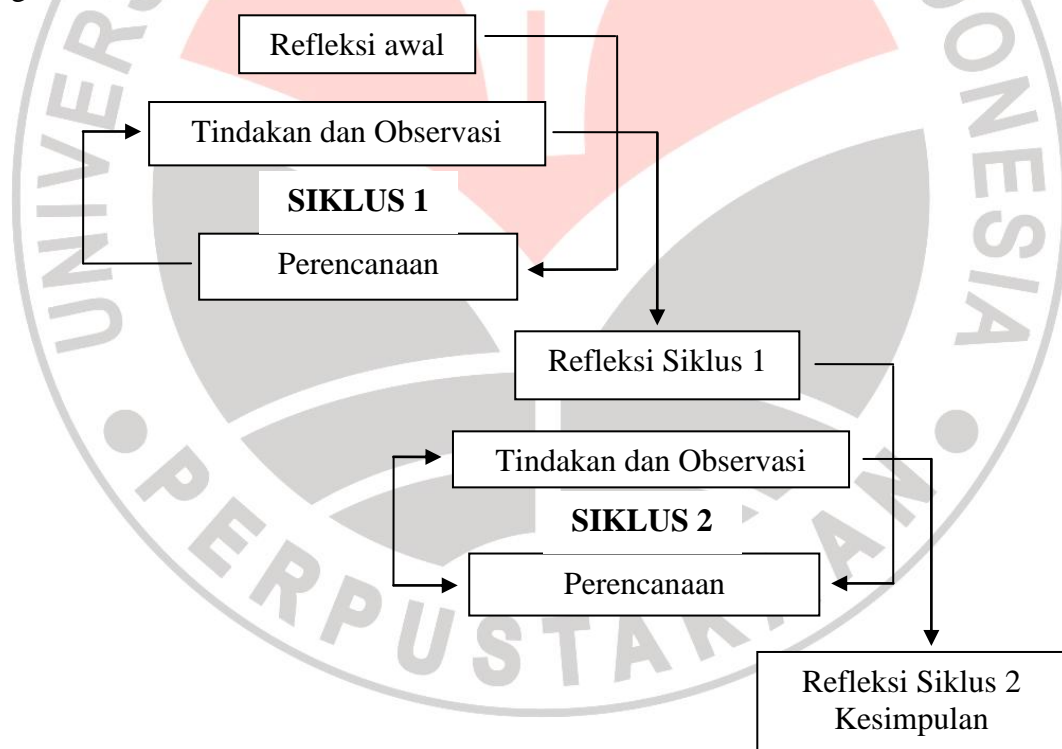 Refleksi awal
Tindakan dan Observasi
SIKLUS 1
Perencanaan
Refleksi Siklus 1
Tindakan dan Observasi
SIKLUS 2
Perencanaan
Refleksi Siklus 2
Kesimpulan
PERPUSTAKAAN